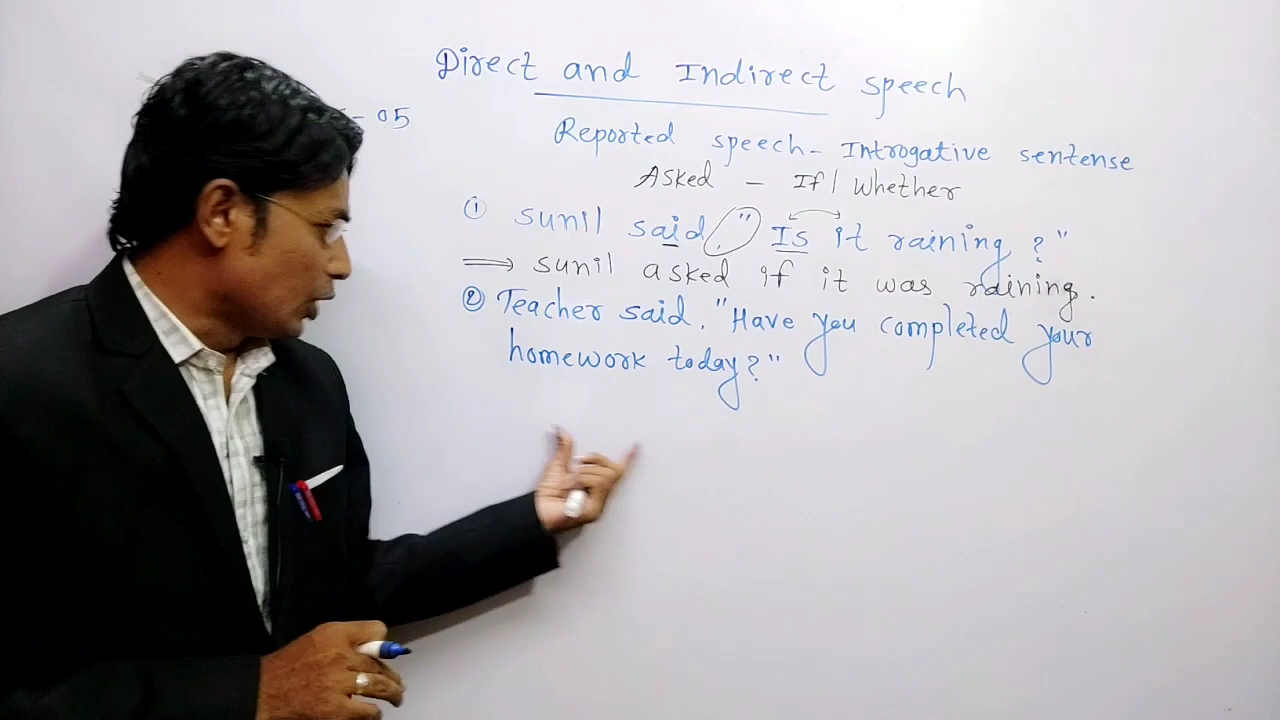 Direct and Indirect speech
- 05
Reported speech - Introgative sentense
Asked - If / Whether
① sunil said, " Is it raining ?"
⟹ sunil asked if it was raining.
② Teacher said, "Have you completed your
homework today?"